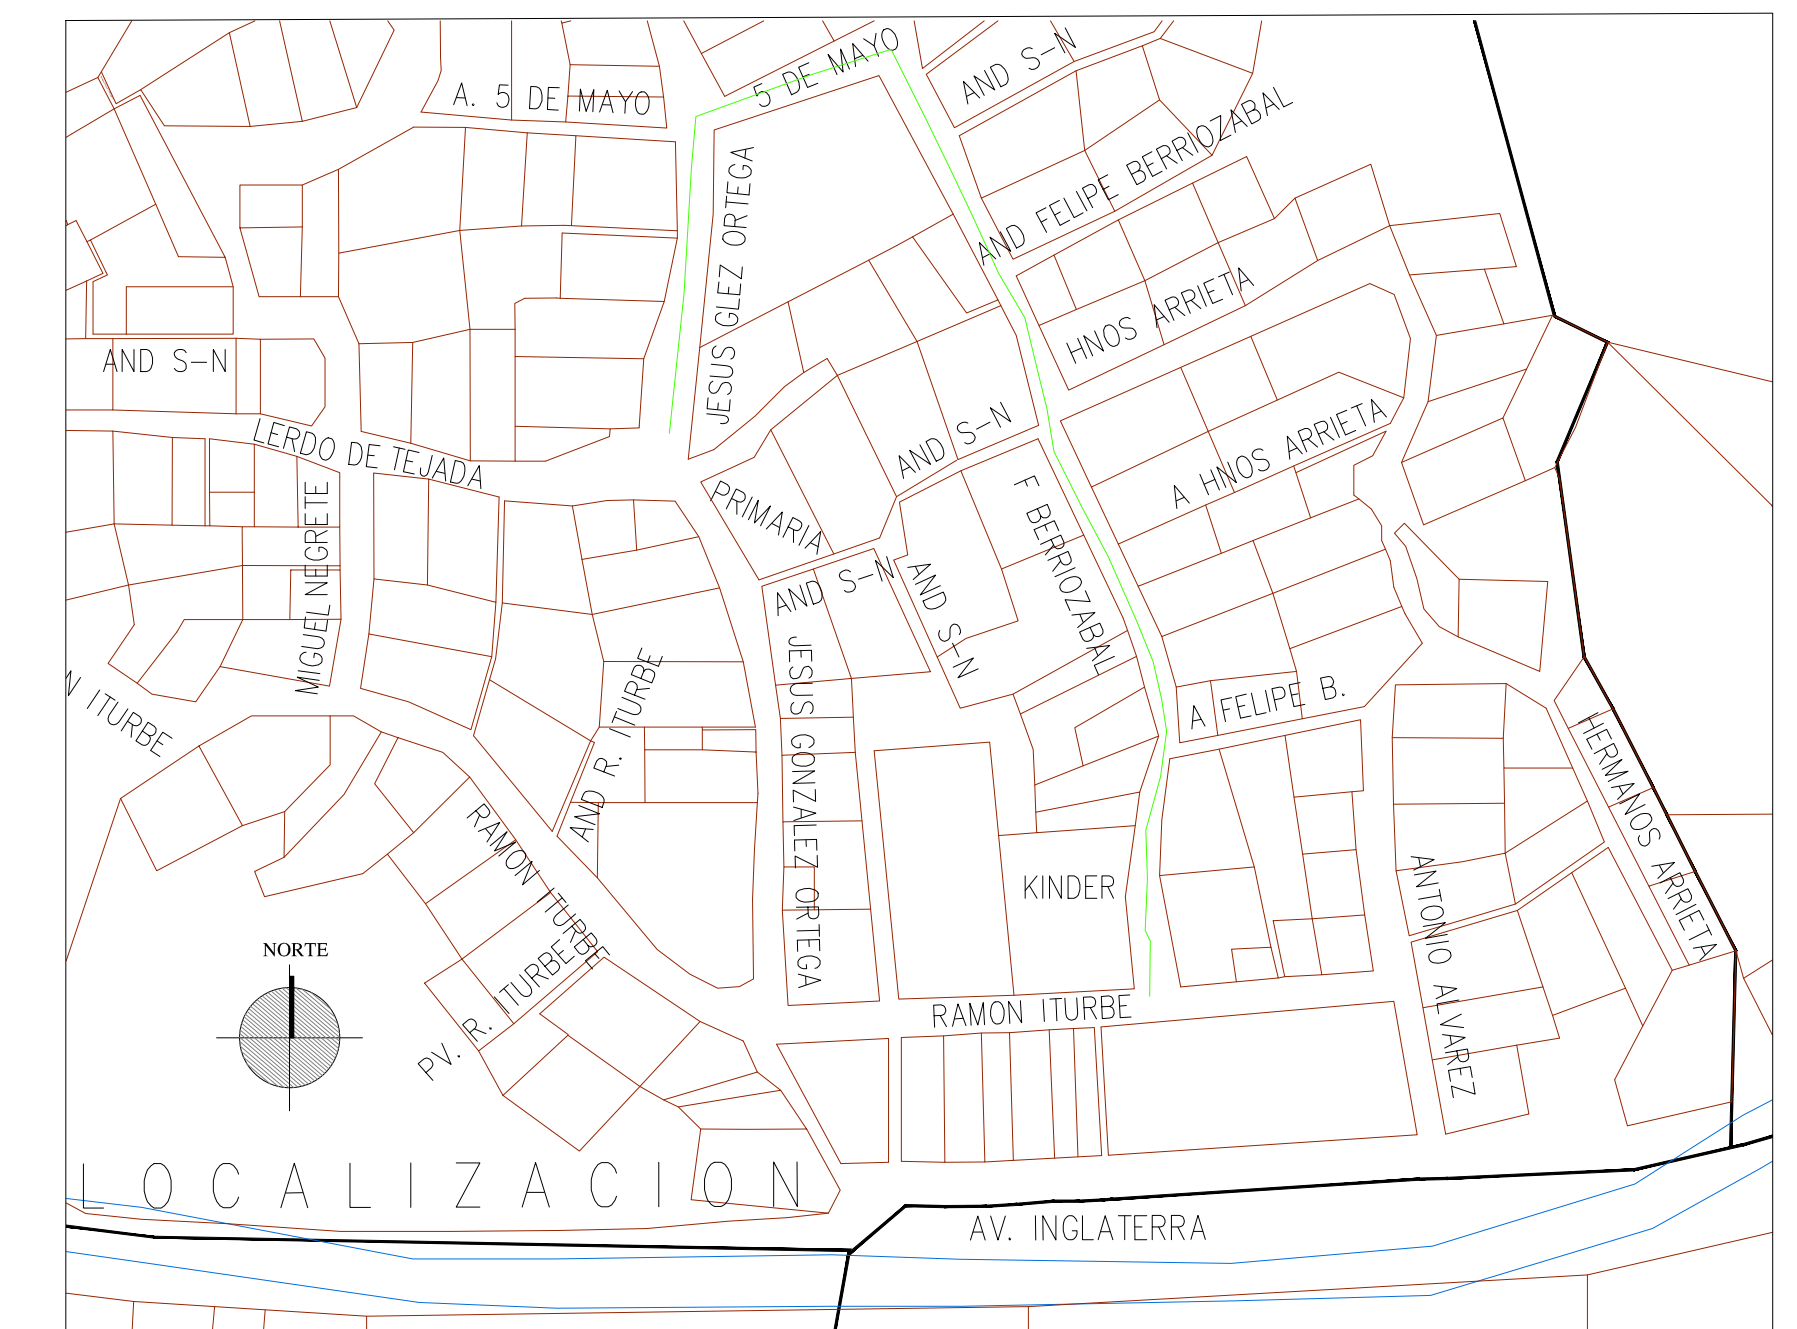 5 DE MAYO
AND S-N
A. 5 DE MAYO
AND FELIPE BERRIOZABAL
JESUS GLEZ ORTEGA
HNOS ARRIETA
AND S-N
A HNOS ARRIETA
AND S-N
LERDO DE TEJADA
PRIMARIA
F BERRIOZABAL
MIGUEL NEGRETE
AND S-N
AND S-N
N ITURBE
AND R. ITURBE
JESUS GONZALEZ ORTEGA
A FELIPE B.
HERMANOS ARRIETA
RAMON ITURBE
KINDER
ANTONIO ALVAREZ
NORTE
PV. R. ITURBE
RAMON ITURBE
LOCALIZACION
AV. INGLATERRA